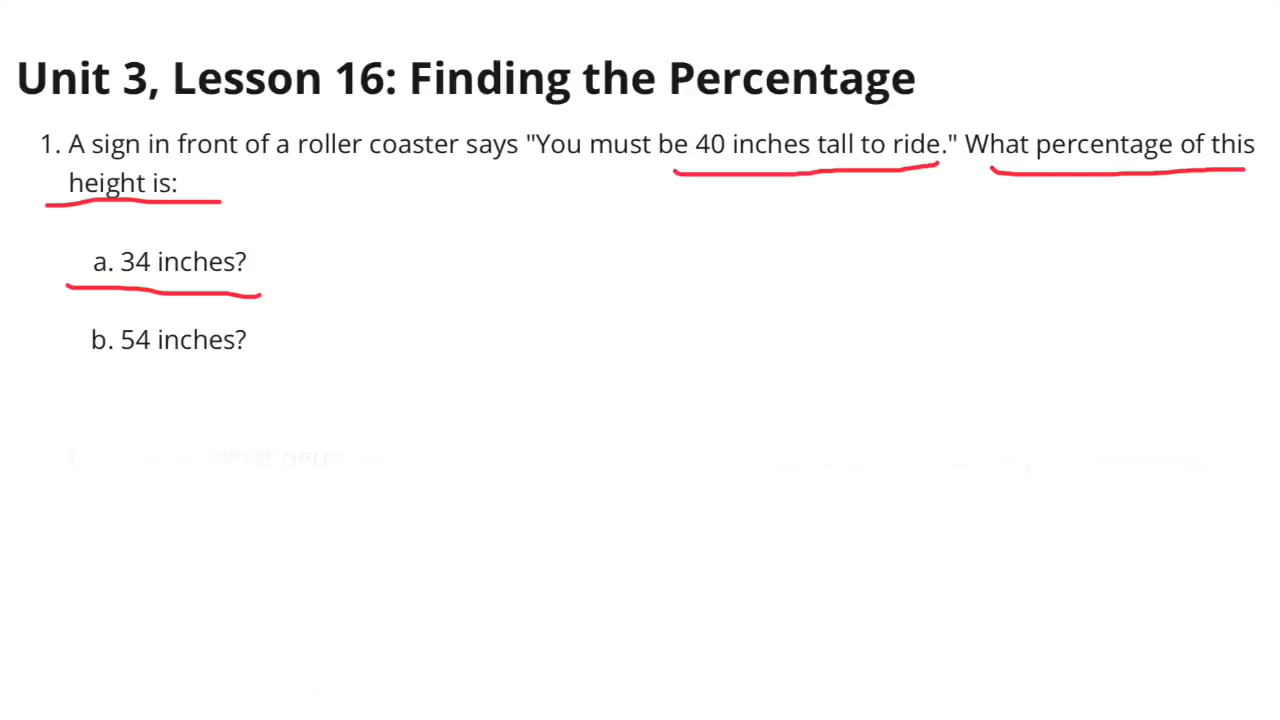 Unit 3, Lesson 16: Finding the Percentage
1. A sign in front of a roller coaster says "You must be 40 inches tall to ride." What percentage of this
height is:
a. 34 inches?
b. 54 inches?